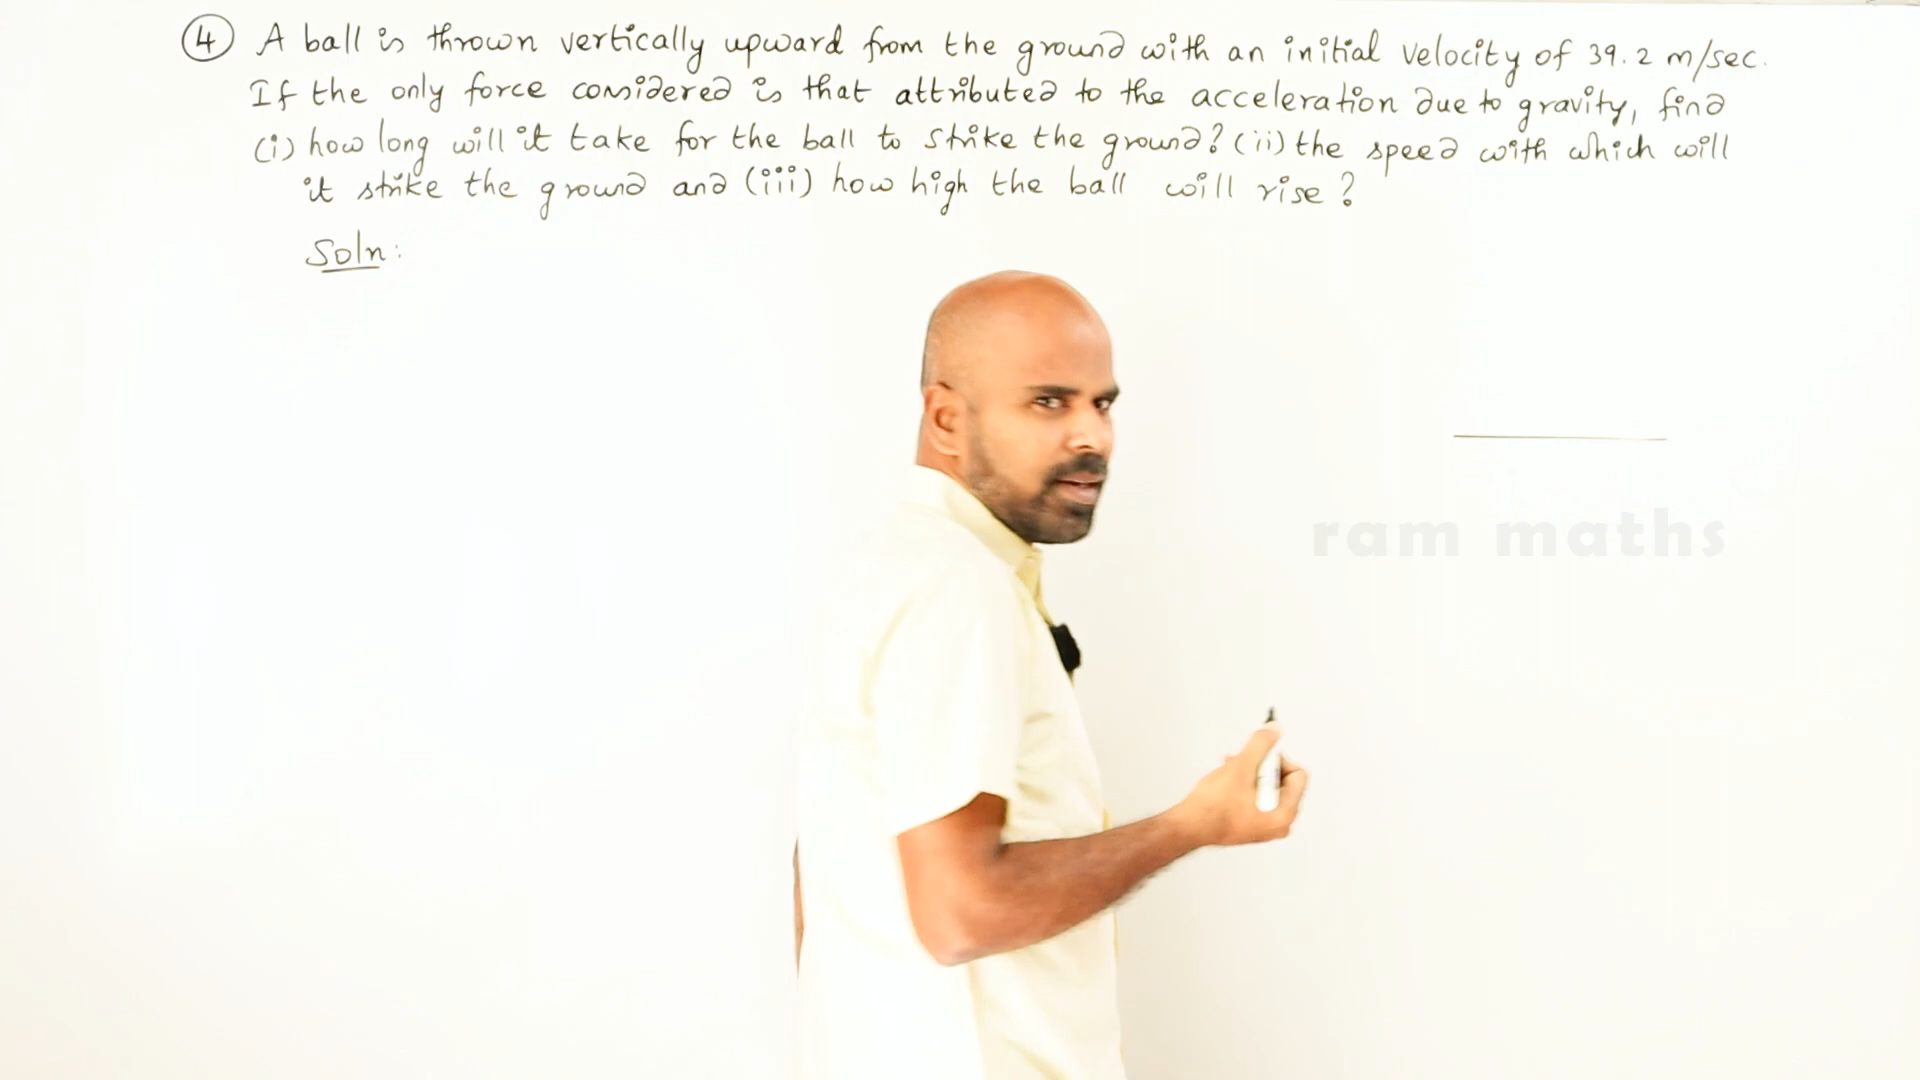 4 A ball is thrown vertically upward from the ground with an initial velocity of 39.2 m/sec.
If the only force considered is that attributed to the acceleration due to gravity, find
(i) how long will it take for the ball to strike the ground? (ii) the speed with which will
it strike the ground and (iii) how high the ball will rise?
Soln:
ram maths